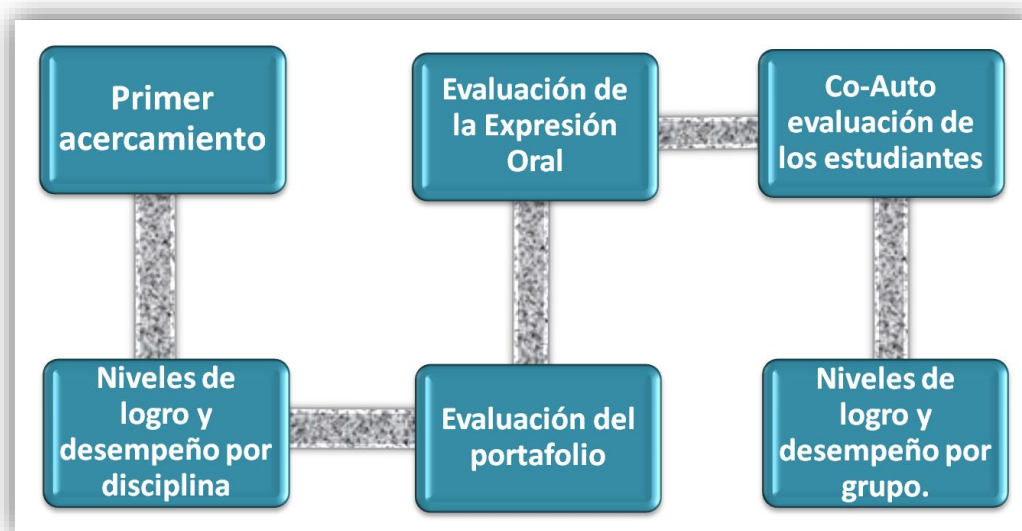 Primer
acercamiento
Niveles de
logro y
desempeño por
disciplina
Evaluación del
portafolio
Evaluación de
la Expresión
Oral
Co-Auto
evaluación de
los estudiantes
Niveles de
logro y
desempeño por
grupo.